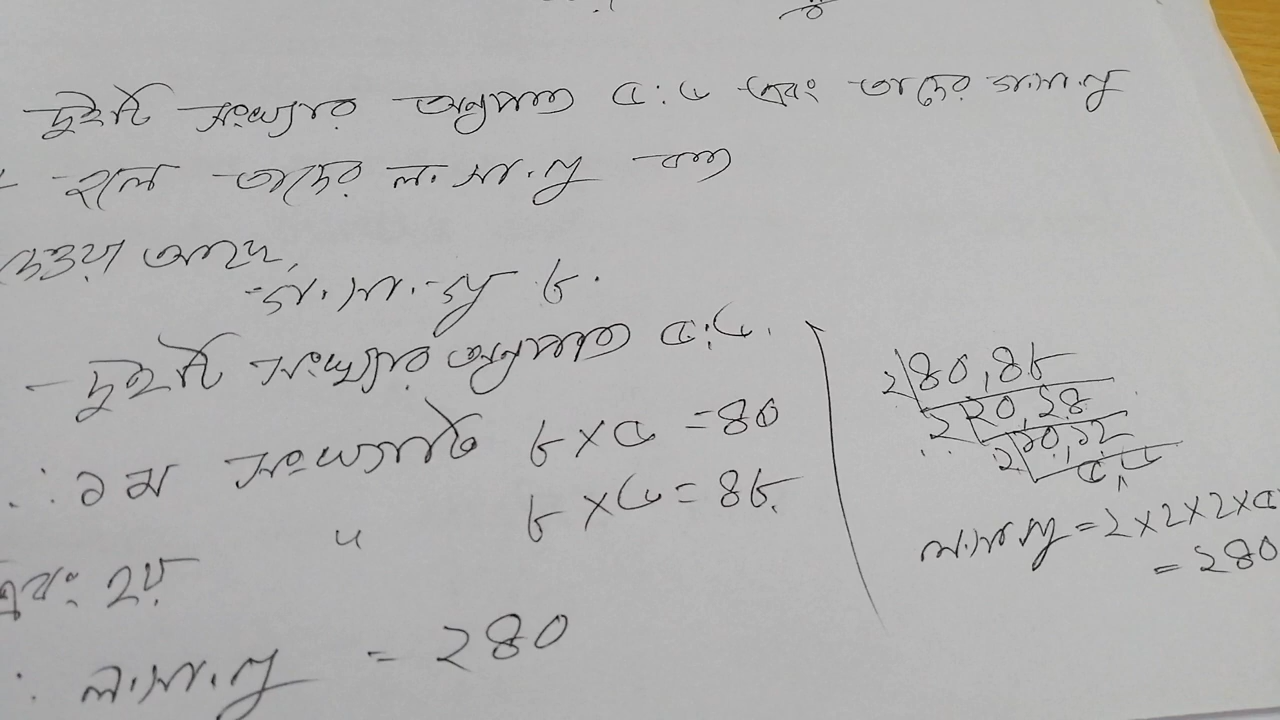 দুইটি সংখ্যার অনুপাত ৫:৬ এবং তাদের গ.সা.গু
হলে তাদের ল.সা.গু কত
দেওয়া আছে,
গ.সা.গু ৮.
দুইটি সংখ্যার অনুপাত ৫:৬.
∴ ১ম সংখ্যাটি ৮×৫ =৪০
এবং ২য় " ৮×৬=৪৮.
∴ ল.সা.গু = ২৪০
২|৪০,৪৮
২|২০,২৪
২|১০,১২
৫,৬
ল.সা.গু=২×২×২×৫
= ২৪০